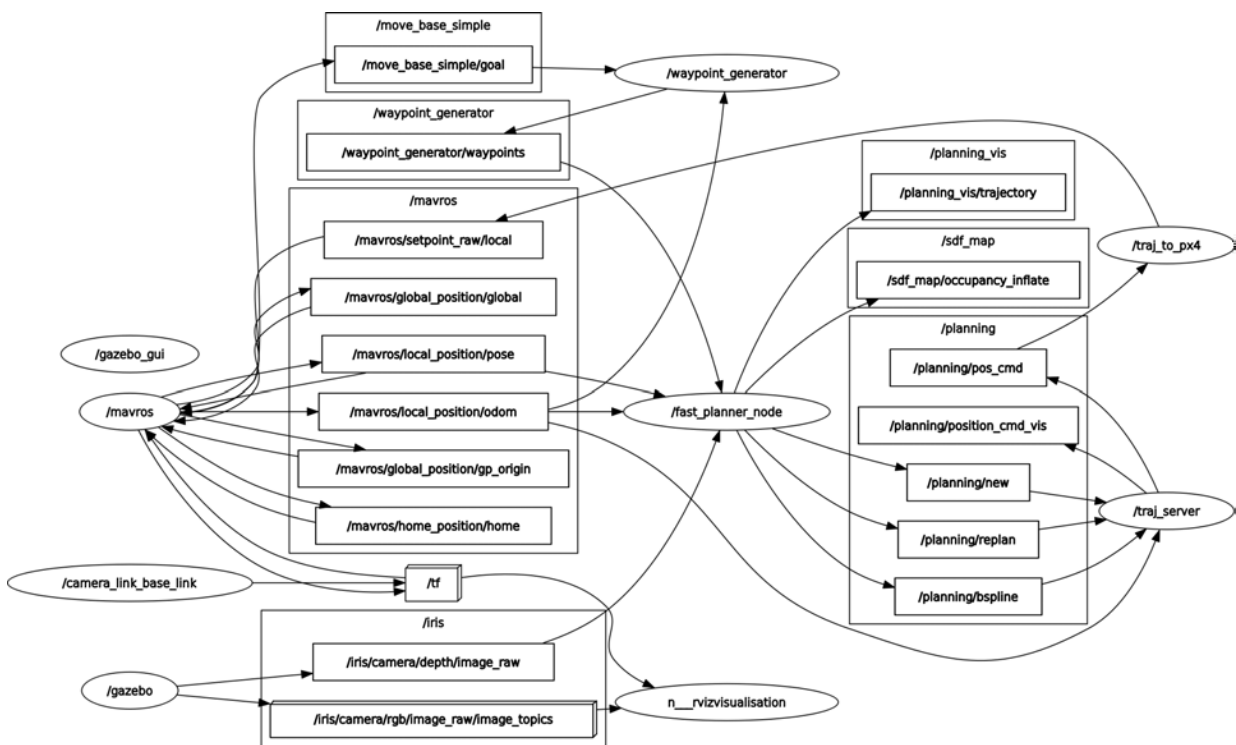 /move_base_simple
/move_base_simple/goal
/waypoint_generator
/waypoint_generator
/waypoint_generator/waypoints
/planning_vis
/planning_vis/trajectory
/mavros
/mavros/setpoint_raw/local
/sdf_map
/traj_to_px4
/sdf_map/occupancy_inflate
/mavros/global_position/global
/planning
/gazebo_gui
/mavros/local_position/pose
/planning/pos_cmd
/mavros
/mavros/local_position/odom
/fast_planner_node
/planning/position_cmd_vis
/mavros/global_position/gp_origin
/planning/new
/traj_server
/mavros/home_position/home
/planning/replan
/camera_link_base_link
/tf
/planning/bspline
/iris
/iris/camera/depth/image_raw
/gazebo
n___rvizvisualisation
/iris/camera/rgb/image_raw/image_topics